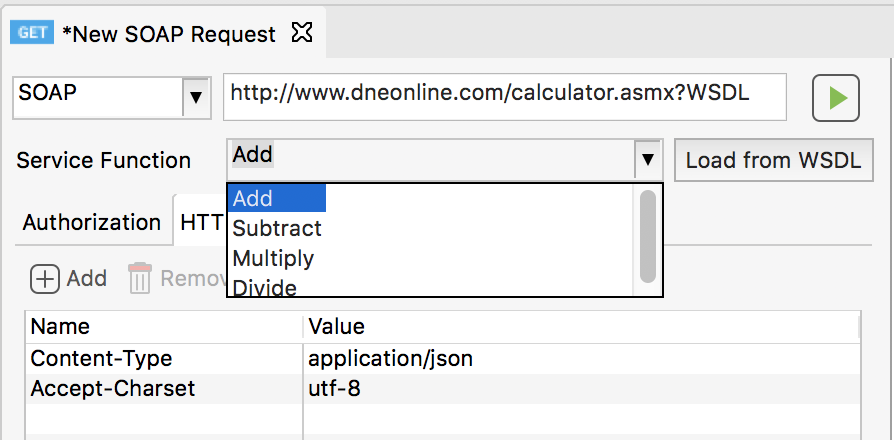 GET *New SOAP Request
SOAP http://www.dneonline.com/calculator.asmx?WSDL
Service Function Add Load from WSDL
Add
Subtract
Multiply
Divide
Authorization HTT
Add Remov
Name Value
Content-Type application/json
Accept-Charset utf-8